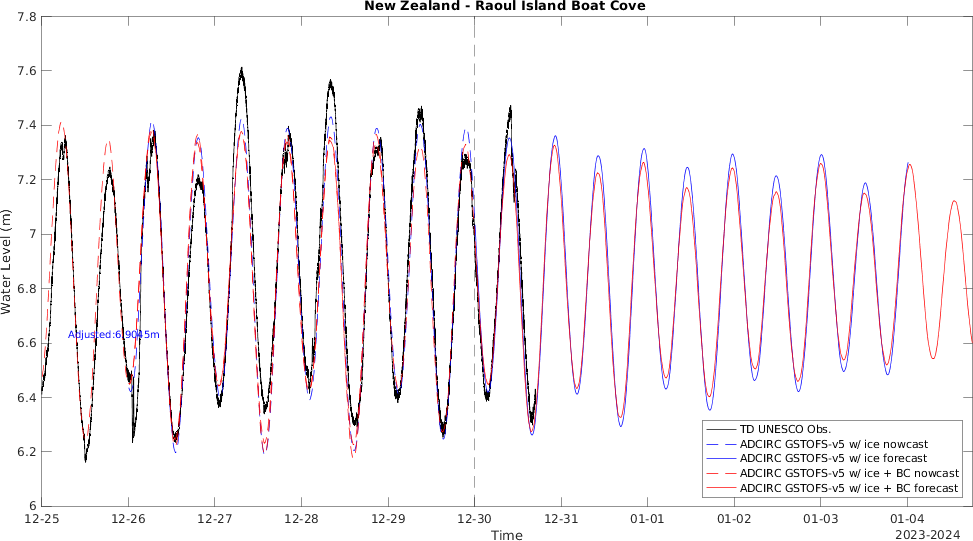 New Zealand - Raoul Island Boat Cove
7.8
7.6
7.4
7.2
7
6.8
6.6
6.4
6.2
6
Water Level (m)
Adjusted:6.9045m
TD UNESCO Obs.
ADCIRC GSTOFS-v5 w/ ice nowcast
ADCIRC GSTOFS-v5 w/ ice forecast
ADCIRC GSTOFS-v5 w/ ice + BC nowcast
ADCIRC GSTOFS-v5 w/ ice + BC forecast
12-25 12-26 12-27 12-28 12-29 12-30 12-31 01-01 01-02 01-03 01-04
Time
2023-2024